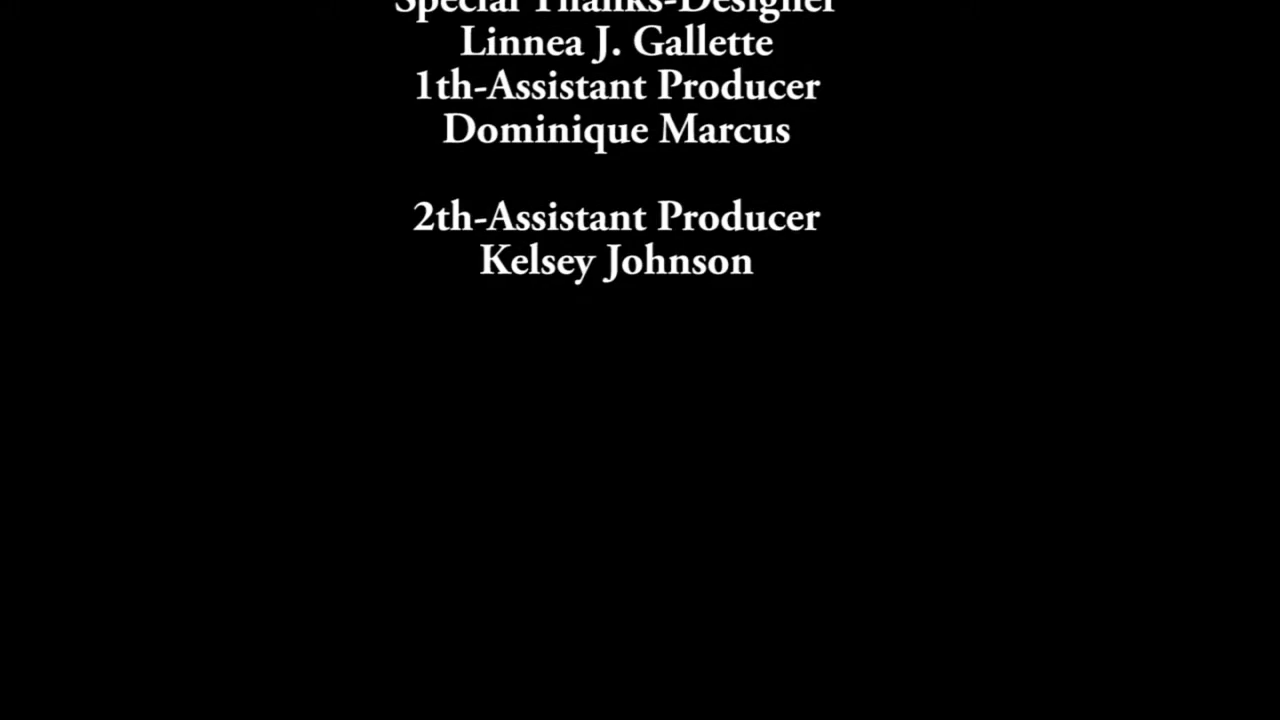 Special Thanks-Designer
Linnea J. Gallette
1th-Assistant Producer
Dominique Marcus
2th-Assistant Producer
Kelsey Johnson